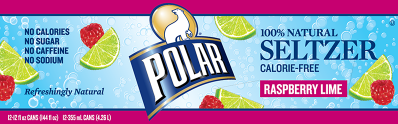 NO CALORIES
NO SUGAR
NO CAFFEINE
NO SODIUM
Refreshingly Natural
12-12 fl oz CANS (144 fl oz) 12-355 mL CANS (4.26 L)
POLAR
100% NATURAL
SELTZER
CALORIE-FREE
RASPBERRY LIME